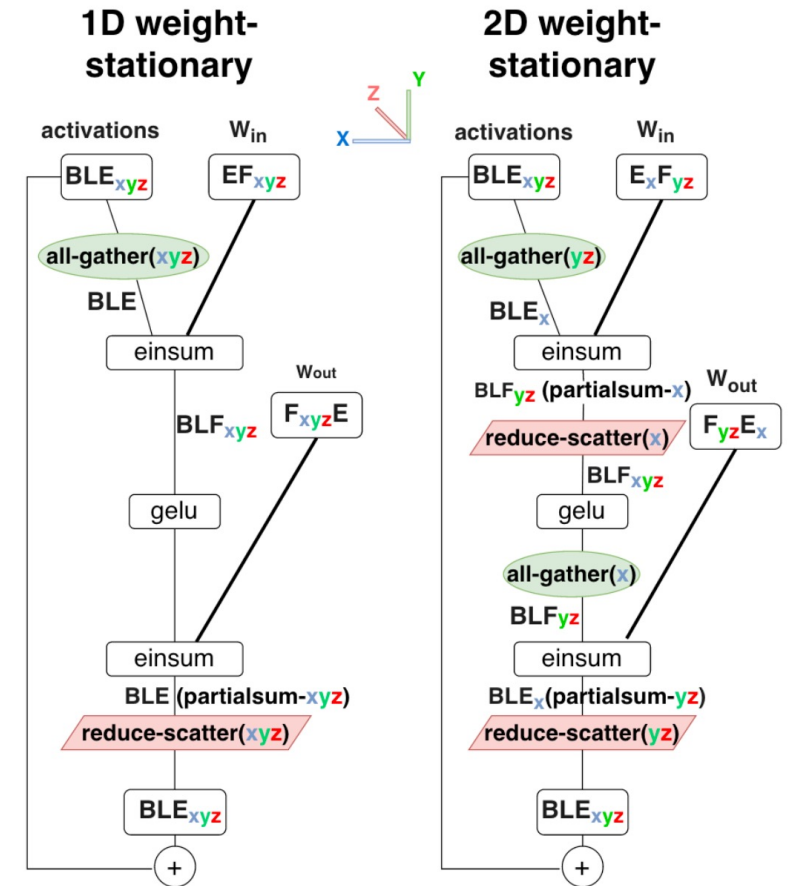 1D weight-
stationary
activations
Win
BLExyz
EFxyz
all-gather(xyz)
BLE
einsum
Wout
FxyzE
BLFxyz
gelu
einsum
BLE (partialsum-xyz)
reduce-scatter(xyz)
BLExyz
+
Z
Y
X
2D weight-
stationary
activations
Win
BLExyz
ExFyz
all-gather(yz)
BLEx
einsum
BLFyz (partialsum-x)
Wout
FyzEx
reduce-scatter(x)
BLFxyz
gelu
all-gather(x)
BLFyz
einsum
BLEx(partialsum-yz)
reduce-scatter(yz)
BLExyz
+